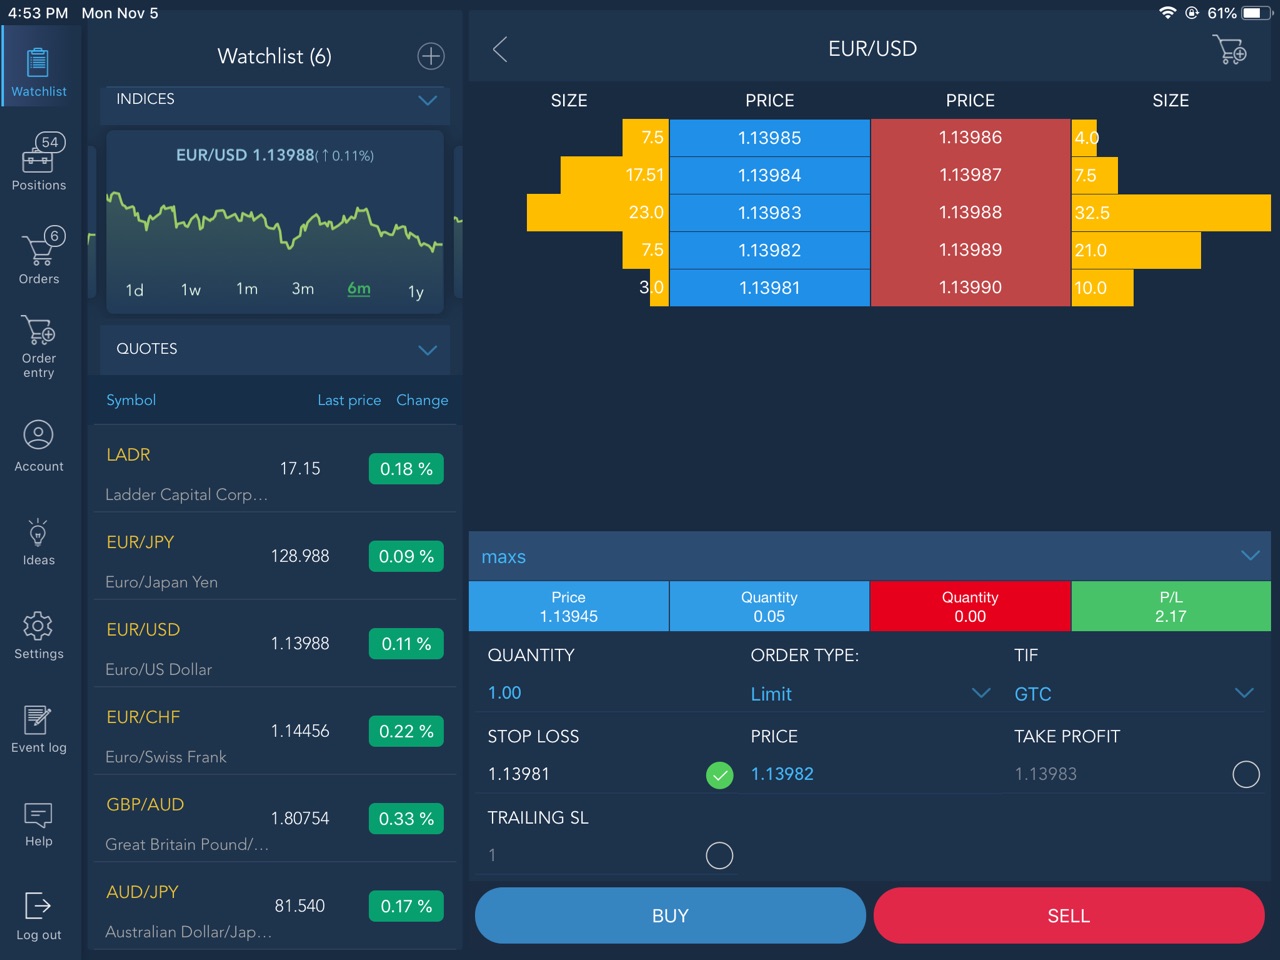 4:53 PM Mon Nov 5
61%
Watchlist
54
Positions
6
Orders
Order
entry
Account
Ideas
Settings
Event log
Help
Log out
Watchlist (6)
INDICES
EUR/USD 1.13988(↑0.11%)
1d 1w 1m 3m 6m 1y
QUOTES
Symbol Last price Change
LADR
17.15 0.18 %
Ladder Capital Corp...
EUR/JPY
128.988 0.09 %
Euro/Japan Yen
EUR/USD
1.13988 0.11 %
Euro/US Dollar
EUR/CHF
1.14456 0.22 %
Euro/Swiss Frank
GBP/AUD
1.80754 0.33 %
Great Britain Pound/...
AUD/JPY
81.540 0.17 %
Australian Dollar/Jap...
EUR/USD
SIZE PRICE PRICE SIZE
7.5 1.13985 1.13986 4.0
17.51 1.13984 1.13987 7.5
23.0 1.13983 1.13988 32.5
7.5 1.13982 1.13989 21.0
3.0 1.13981 1.13990 10.0
maxs
Price Quantity Quantity P/L
1.13945 0.05 0.00 2.17
QUANTITY ORDER TYPE: TIF
1.00 Limit GTC
STOP LOSS PRICE TAKE PROFIT
1.13981 1.13982 1.13983
TRAILING SL
1
BUY SELL